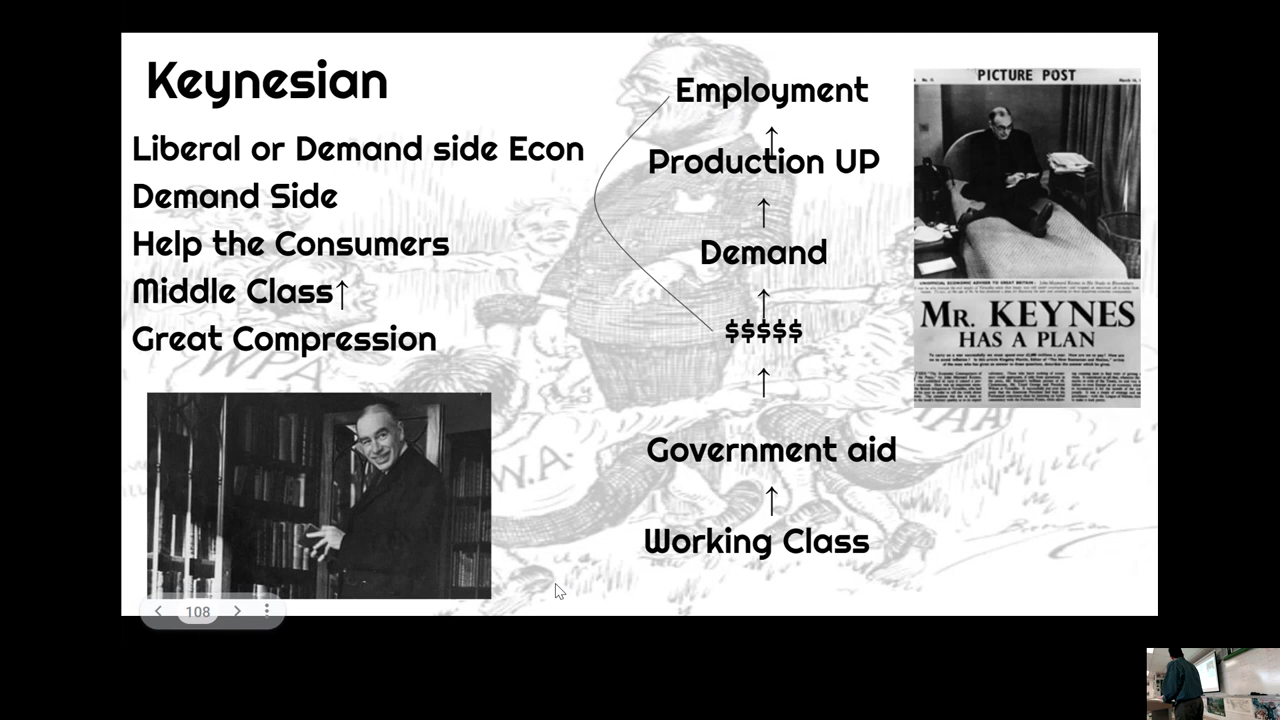 Keynesian
Liberal or Demand side Econ
Demand Side
Help the Consumers
Middle Class↑
Great Compression
Employment
↑
Production UP
↑
Demand
↑
$$$$$
↑
Government aid
↑
Working Class
PICTURE POST
MR. KEYNES
HAS A PLAN
W.A.
AAA
108